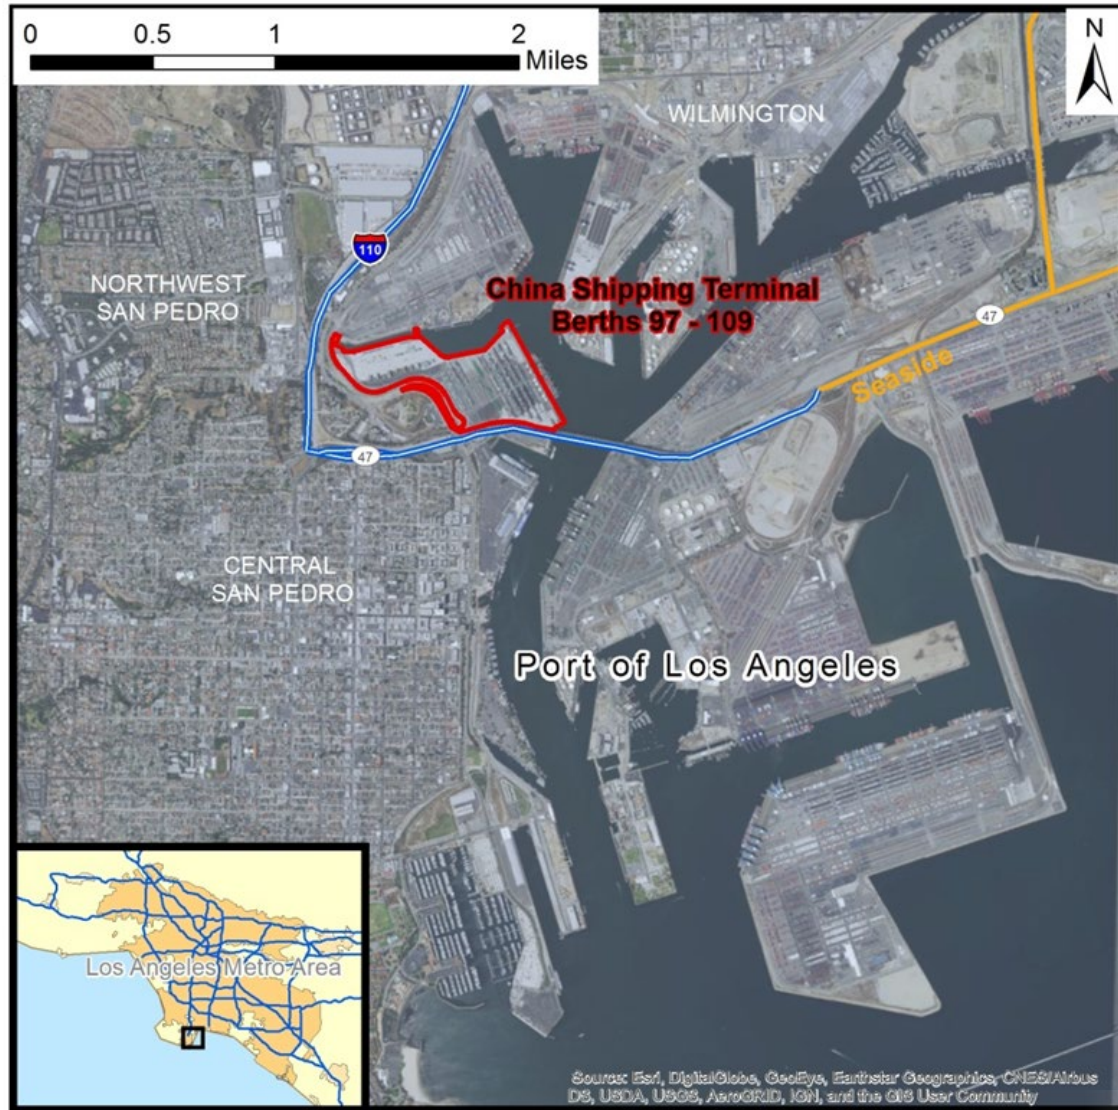 0 0.5 1 2
Miles
N
WILMINGTON
110
NORTHWEST
SAN PEDRO
China Shipping Terminal
Berths 97 - 109
47
Seaside
47
CENTRAL
SAN PEDRO
Port of Los Angeles
Los Angeles Metro Area
Source: Esri, DigitalGlobe, GeoEye, Earthstar Geographics, CNES/Airbus
DS, USDA, USGS, AeroGRID, IGN, and the GIS User Community